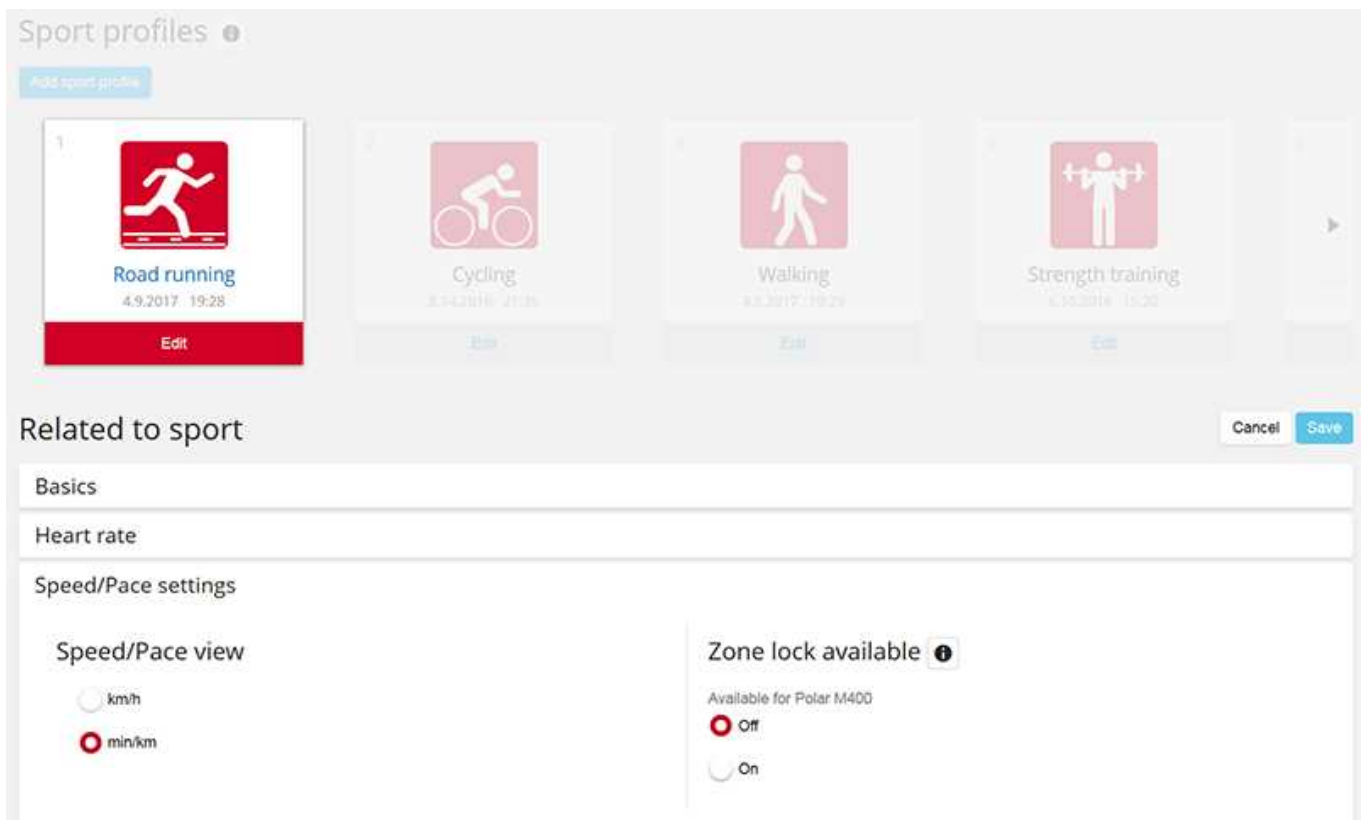 Sport profiles
Add sport profile
1
Road running
4.9.2017 19:28
Edit
2
Cycling
Edit
Walking
Edit
Strength training
Edit
Related to sport
Cancel
Save
Basics
Heart rate
Speed/Pace settings
Speed/Pace view
km/h
min/km
Zone lock available
Available for Polar M400
Off
On